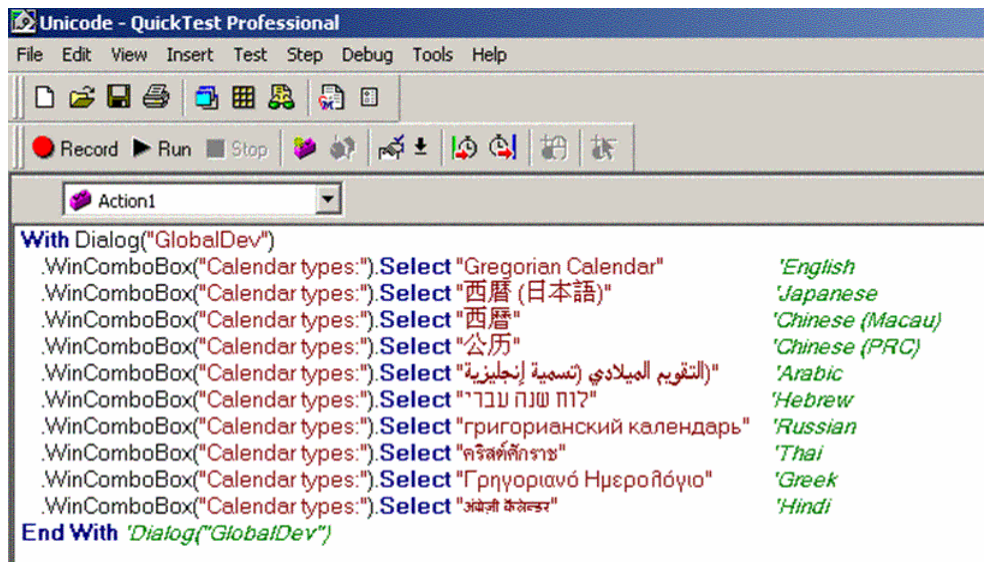 Unicode - QuickTest Professional
File Edit View Insert Test Step Debug Tools Help
Record Run Stop
Action1
With Dialog("GlobalDev")
.WinComboBox("Calendar types:").Select "Gregorian Calendar" 'English
.WinComboBox("Calendar types:").Select "西暦 (日本語)" 'Japanese
.WinComboBox("Calendar types:").Select "西曆" 'Chinese (Macau)
.WinComboBox("Calendar types:").Select "公历" 'Chinese (PRC)
.WinComboBox("Calendar types:").Select "التقويم الميلادي (تسمية إنجليزية)" 'Arabic
.WinComboBox("Calendar types:").Select "לוח שנה עברי" 'Hebrew
.WinComboBox("Calendar types:").Select "григорианский календарь" 'Russian
.WinComboBox("Calendar types:").Select "คริสต์ศักราช" 'Thai
.WinComboBox("Calendar types:").Select "Γρηγοριανό Ημερολόγιο" 'Greek
.WinComboBox("Calendar types:").Select "अंग्रेज़ी कैलेन्डर" 'Hindi
End With 'Dialog("GlobalDev")